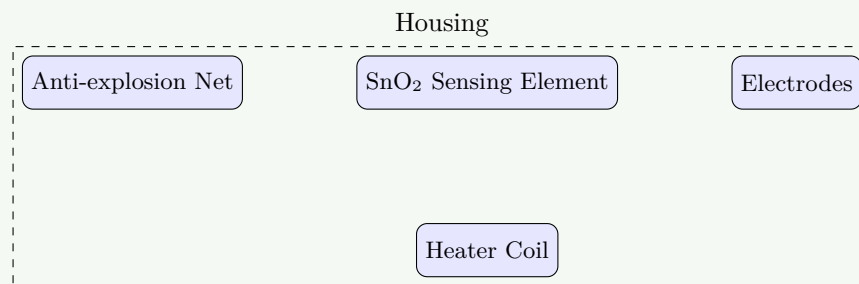 Housing
Anti-explosion Net
SnO₂ Sensing Element
Electrodes
Heater Coil